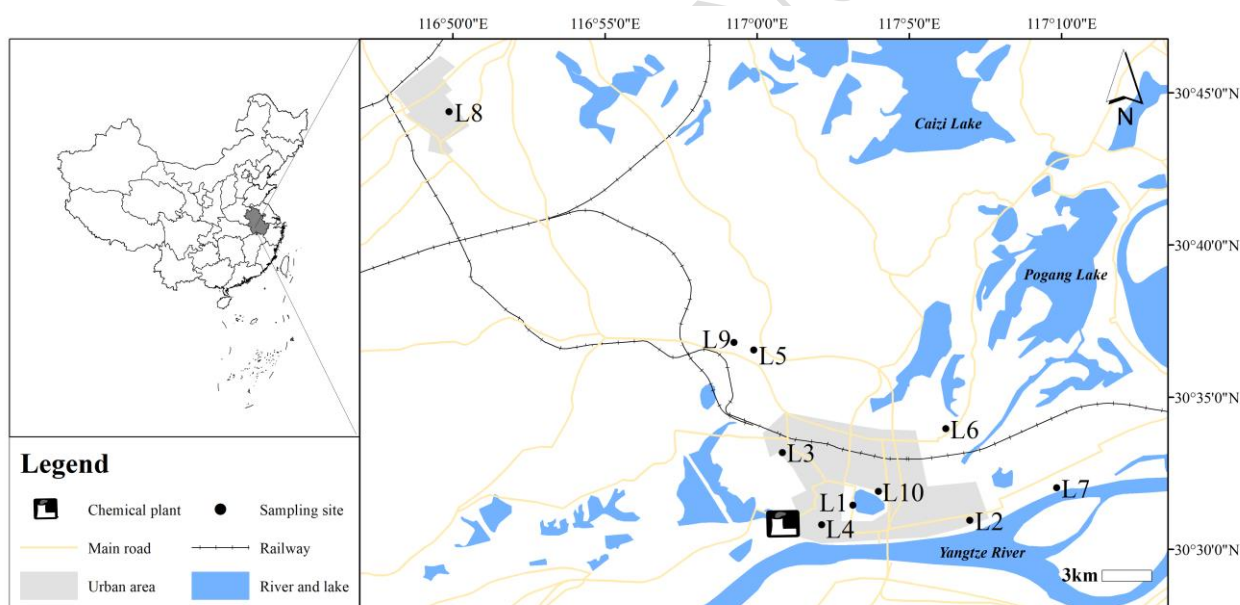 116°50'0"E 116°55'0"E 117°0'0"E 117°5'0"E 117°10'0"E
30°45'0"N
30°40'0"N
30°35'0"N
30°30'0"N
N
Caizi Lake
Pogang Lake
Yangtze River
L8
L9
L5
L6
L3
L10
L7
L1
L4
L2
3km
Legend
Chemical plant
Sampling site
Main road
Railway
Urban area
River and lake